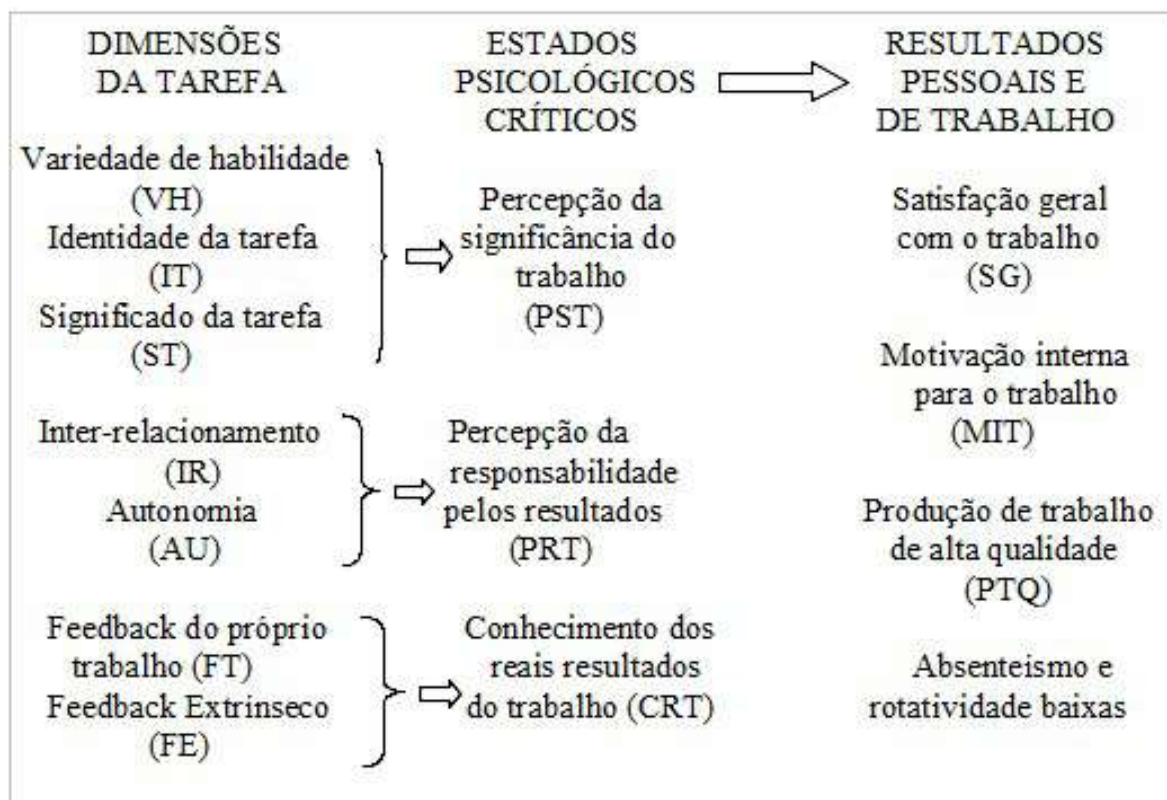 DIMENSÕES
DA TAREFA
Variedade de habilidade
(VH)
Identidade da tarefa
(IT)
Significado da tarefa
(ST)
Inter-relacionamento
(IR)
Autonomia
(AU)
Feedback do próprio
trabalho (FT)
Feedback Extrinseco
(FE)
ESTADOS
PSICOLÓGICOS
CRÍTICOS
Percepção da
significância do
trabalho
(PST)
Percepção da
responsabilidade
pelos resultados
(PRT)
Conhecimento dos
reais resultados
do trabalho (CRT)
RESULTADOS
PESSOAIS E
DE TRABALHO
Satisfação geral
com o trabalho
(SG)
Motivação interna
para o trabalho
(MIT)
Produção de trabalho
de alta qualidade
(PTQ)
Absenteismo e
rotatividade baixas